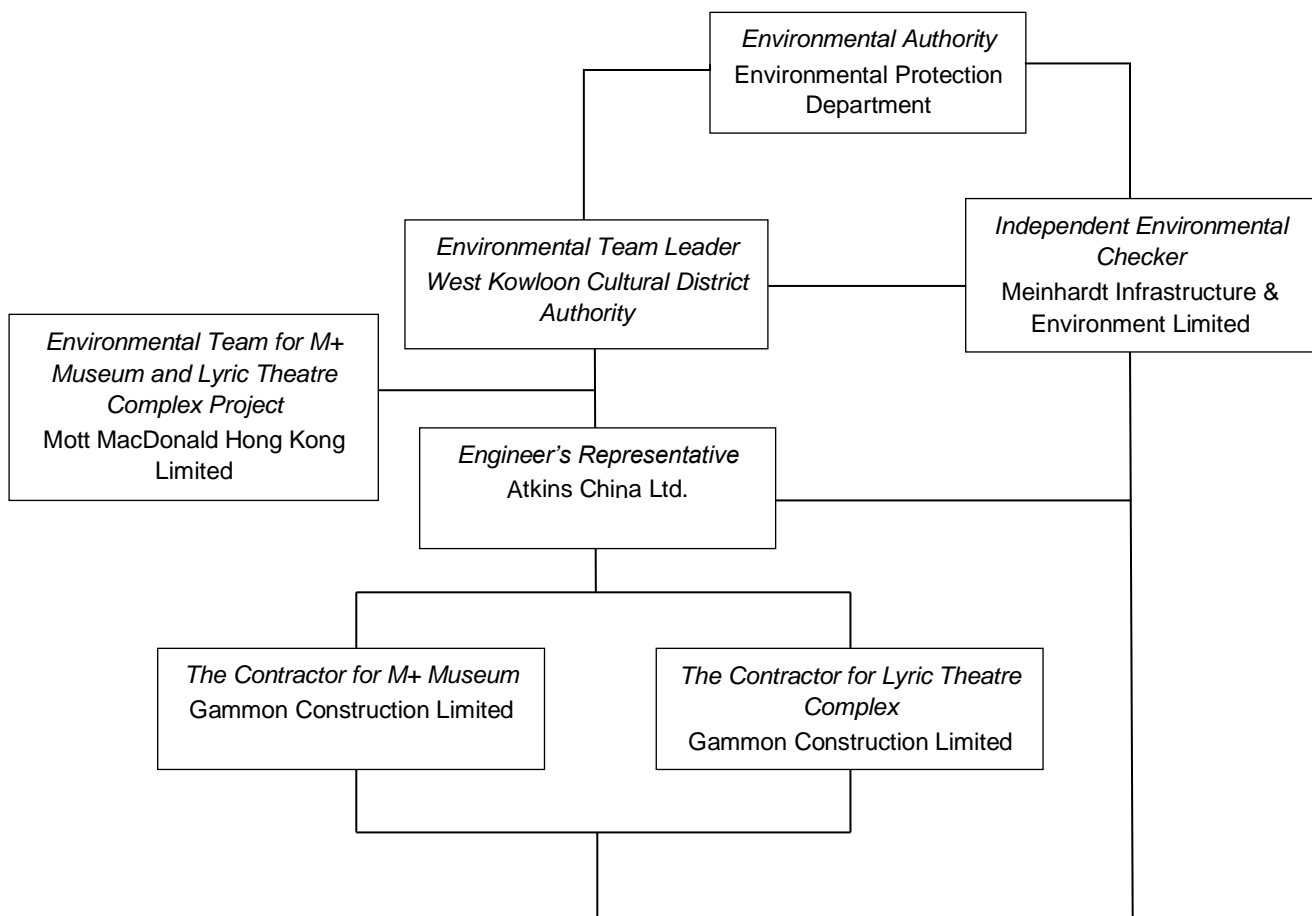 Environmental Authority
Environmental Protection
Department
Environmental Team Leader
West Kowloon Cultural District
Authority
Independent Environmental
Checker
Meinhardt Infrastructure &
Environment Limited
Environmental Team for M+
Museum and Lyric Theatre
Complex Project
Mott MacDonald Hong Kong
Limited
Engineer’s Representative
Atkins China Ltd.
The Contractor for M+ Museum
Gammon Construction Limited
The Contractor for Lyric Theatre
Complex
Gammon Construction Limited